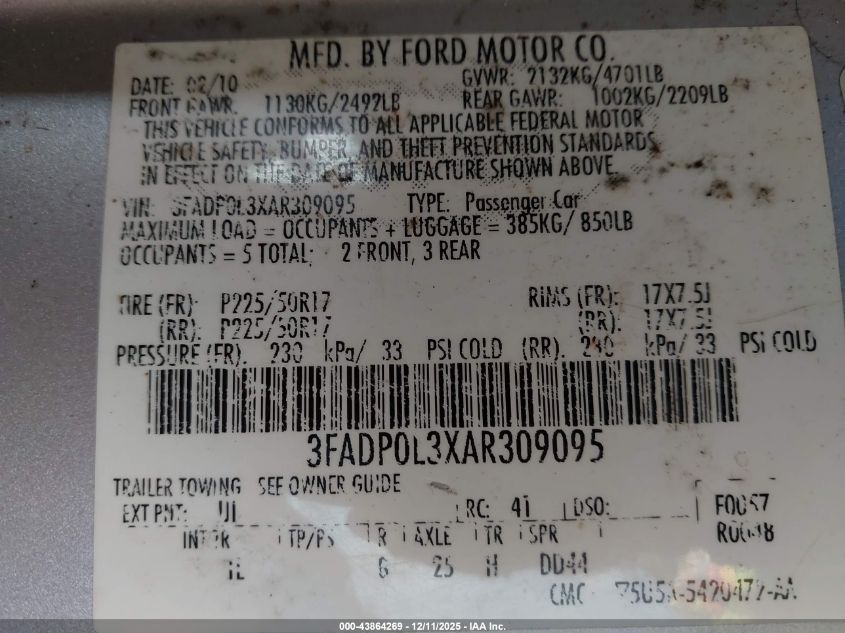 MFD. BY FORD MOTOR CO.
DATE: 02/10 GVWR: 2132KG/4701LB
FRONT GAWR: 1130KG/2492LB REAR GAWR: 1002KG/2209LB
THIS VEHICLE CONFORMS TO ALL APPLICABLE FEDERAL MOTOR
VEHICLE SAFETY, BUMPER, AND THEFT PREVENTION STANDARDS
IN EFFECT ON THE DATE OF MANUFACTURE SHOWN ABOVE.
VIN: 3FADP0L3XAR309095 TYPE: Passenger Car
MAXIMUM LOAD = OCCUPANTS + LUGGAGE = 385KG/ 850LB
OCCUPANTS = 5 TOTAL: 2 FRONT, 3 REAR
TIRE (FR): P225/50R17 RIMS (FR): 17X7.5J
(RR): P225/50R17 (RR): 17X7.5J
PRESSURE (FR): 230 kPa/ 33 PSI COLD (RR): 230 kPa/ 33 PSI COLD
3FADP0L3XAR309095
TRAILER TOWING SEE OWNER GUIDE
EXT PNT: UI RC: 41 DSO: F0057
INT TR TP/PS R AXLE TR SPR
6 25 H DD44
CMC
000-43864269 - 12/11/2025 - IAA Inc.